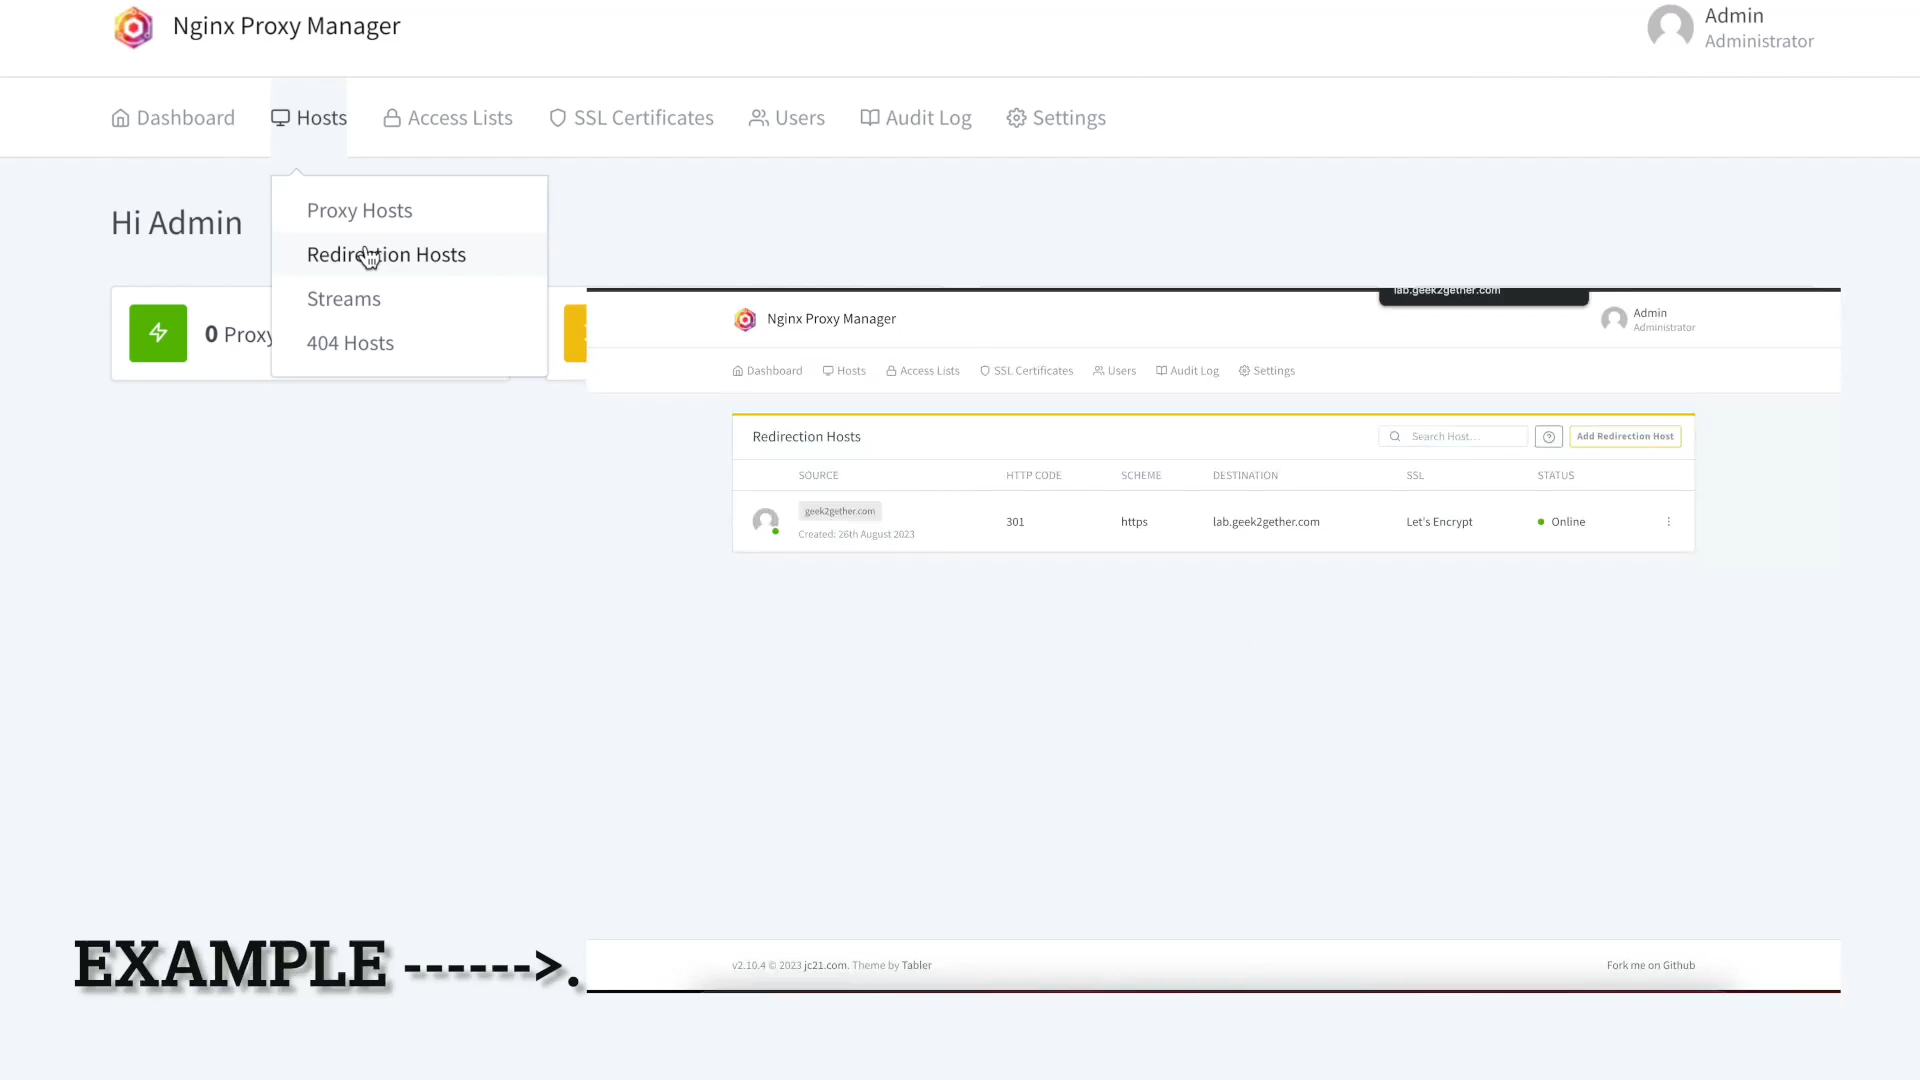 Nginx Proxy Manager
Admin
Administrator
Dashboard Hosts Access Lists SSL Certificates Users Audit Log Settings
Hi Admin
Proxy Hosts
Redirection Hosts
Streams
404 Hosts
0 Proxy
lab.geek2gether.com
Nginx Proxy Manager
Admin
Administrator
Dashboard Hosts Access Lists SSL Certificates Users Audit Log Settings
Redirection Hosts
Search Host...
Add Redirection Host
SOURCE HTTP CODE SCHEME DESTINATION SSL STATUS
geek2gether.com
Created: 26th August 2023
301 https lab.geek2gether.com Let's Encrypt Online
EXAMPLE ------>.
v2.10.4 © 2023 jc21.com. Theme by Tabler
Fork me on Github